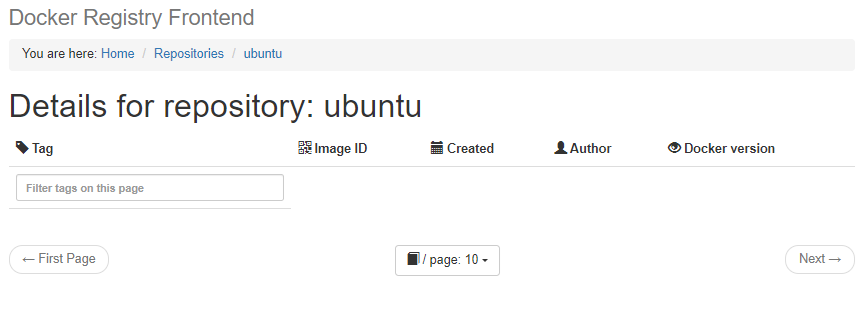 Docker Registry Frontend
You are here: Home / Repositories / ubuntu
Details for repository: ubuntu
Tag Image ID Created Author Docker version
Filter tags on this page
← First Page / page: 10 Next →